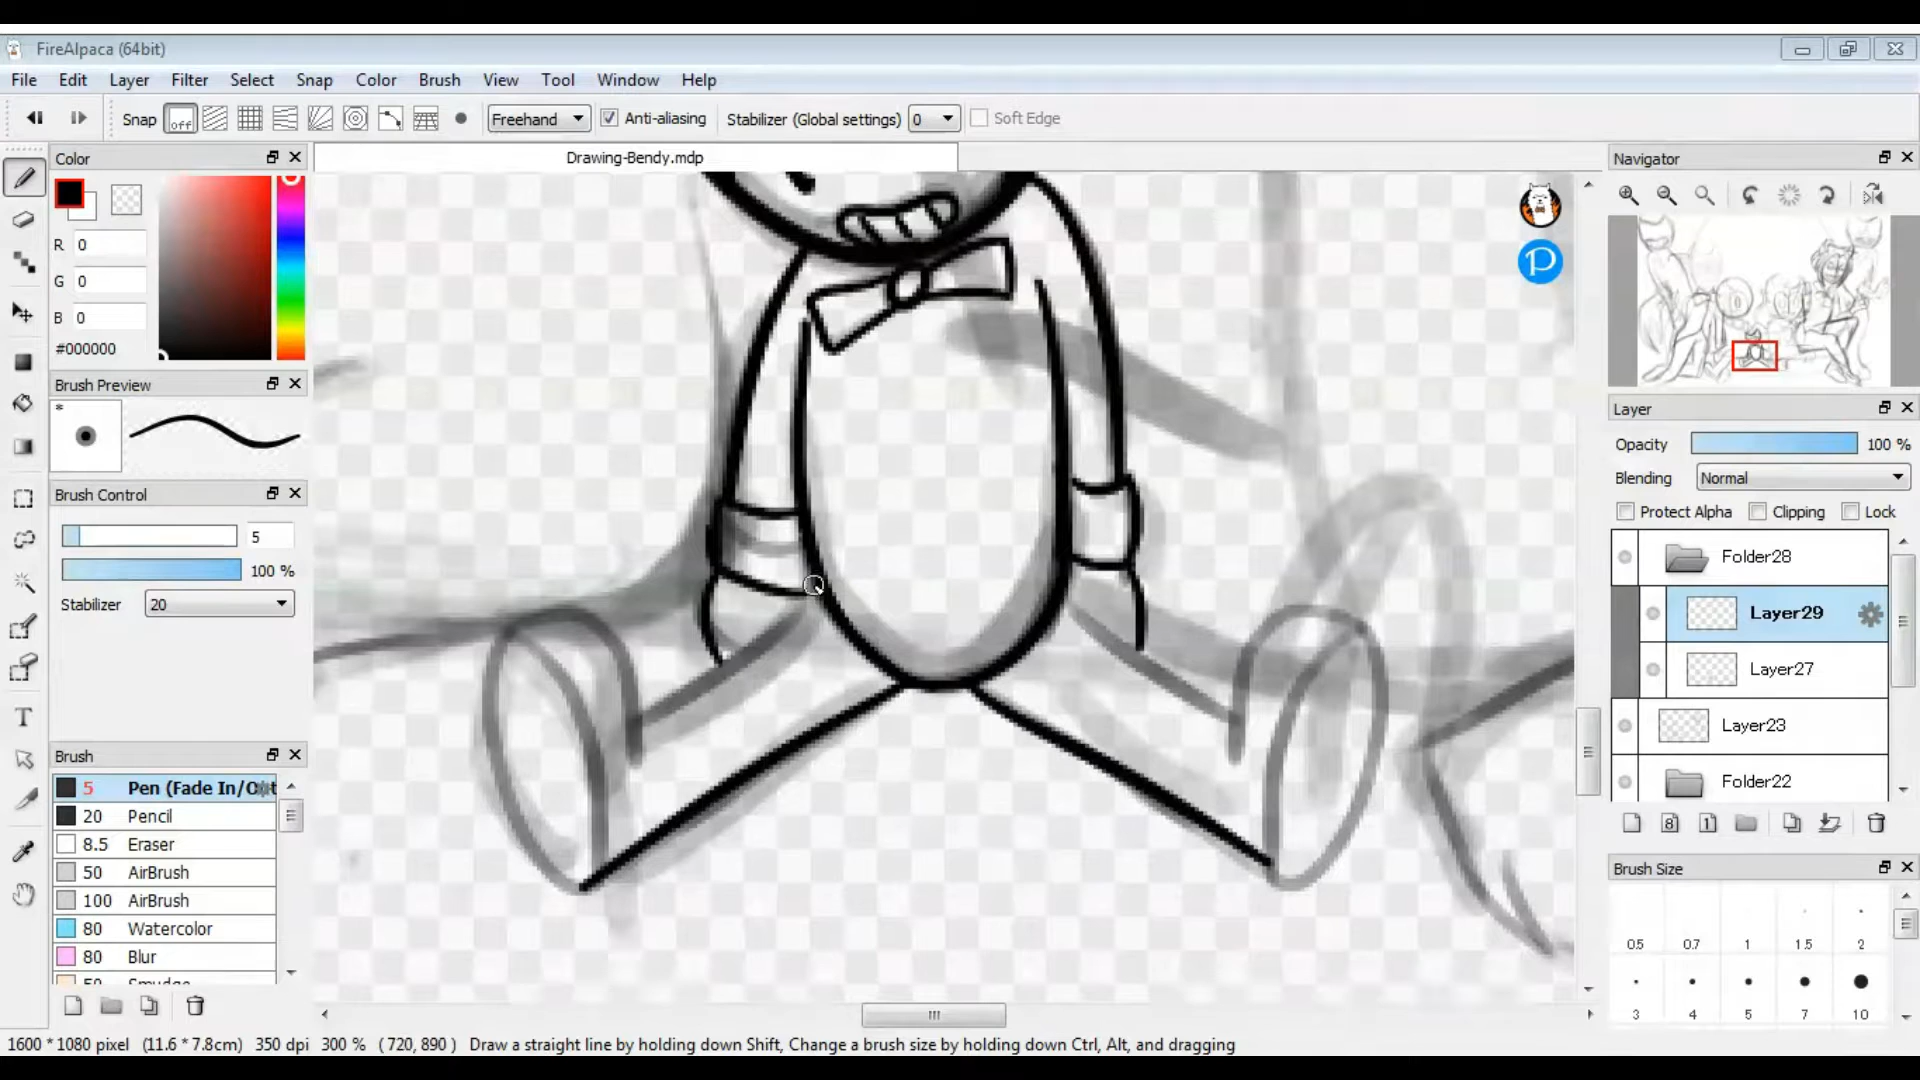 FireAlpaca (64bit)
File Edit Layer Filter Select Snap Color Brush View Tool Window Help
Snap off Freehand Anti-aliasing Stabilizer (Global settings) 0 Soft Edge
Color
Drawing-Bendy.mdp
Navigator
R 0
G 0
B 0
#000000
Brush Preview
*
Brush Control
5
100 %
Stabilizer 20
Brush
5 Pen (Fade In/Out
20 Pencil
8.5 Eraser
50 AirBrush
100 AirBrush
80 Watercolor
80 Blur
50 Smudge
P
Layer
Opacity 100 %
Blending Normal
Protect Alpha Clipping Lock
Folder28
Layer29
Layer27
Layer23
Folder22
8 1
Brush Size
0.5 0.7 1 1.5 2
3 4 5 7 10
T
1600 * 1080 pixel (11.6 * 7.8cm) 350 dpi 300 % ( 720, 890 ) Draw a straight line by holding down Shift, Change a brush size by holding down Ctrl, Alt, and dragging